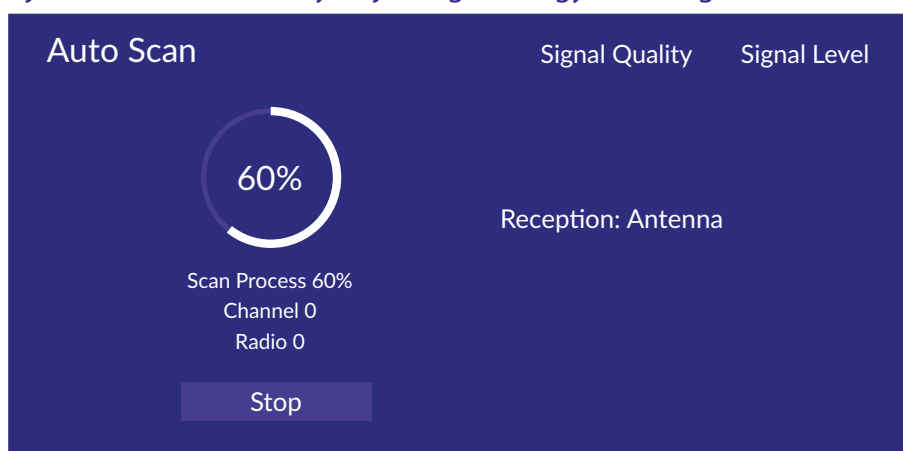 Auto Scan
Signal Quality Signal Level
60%
Reception: Antenna
Scan Process 60%
Channel 0
Radio 0
Stop